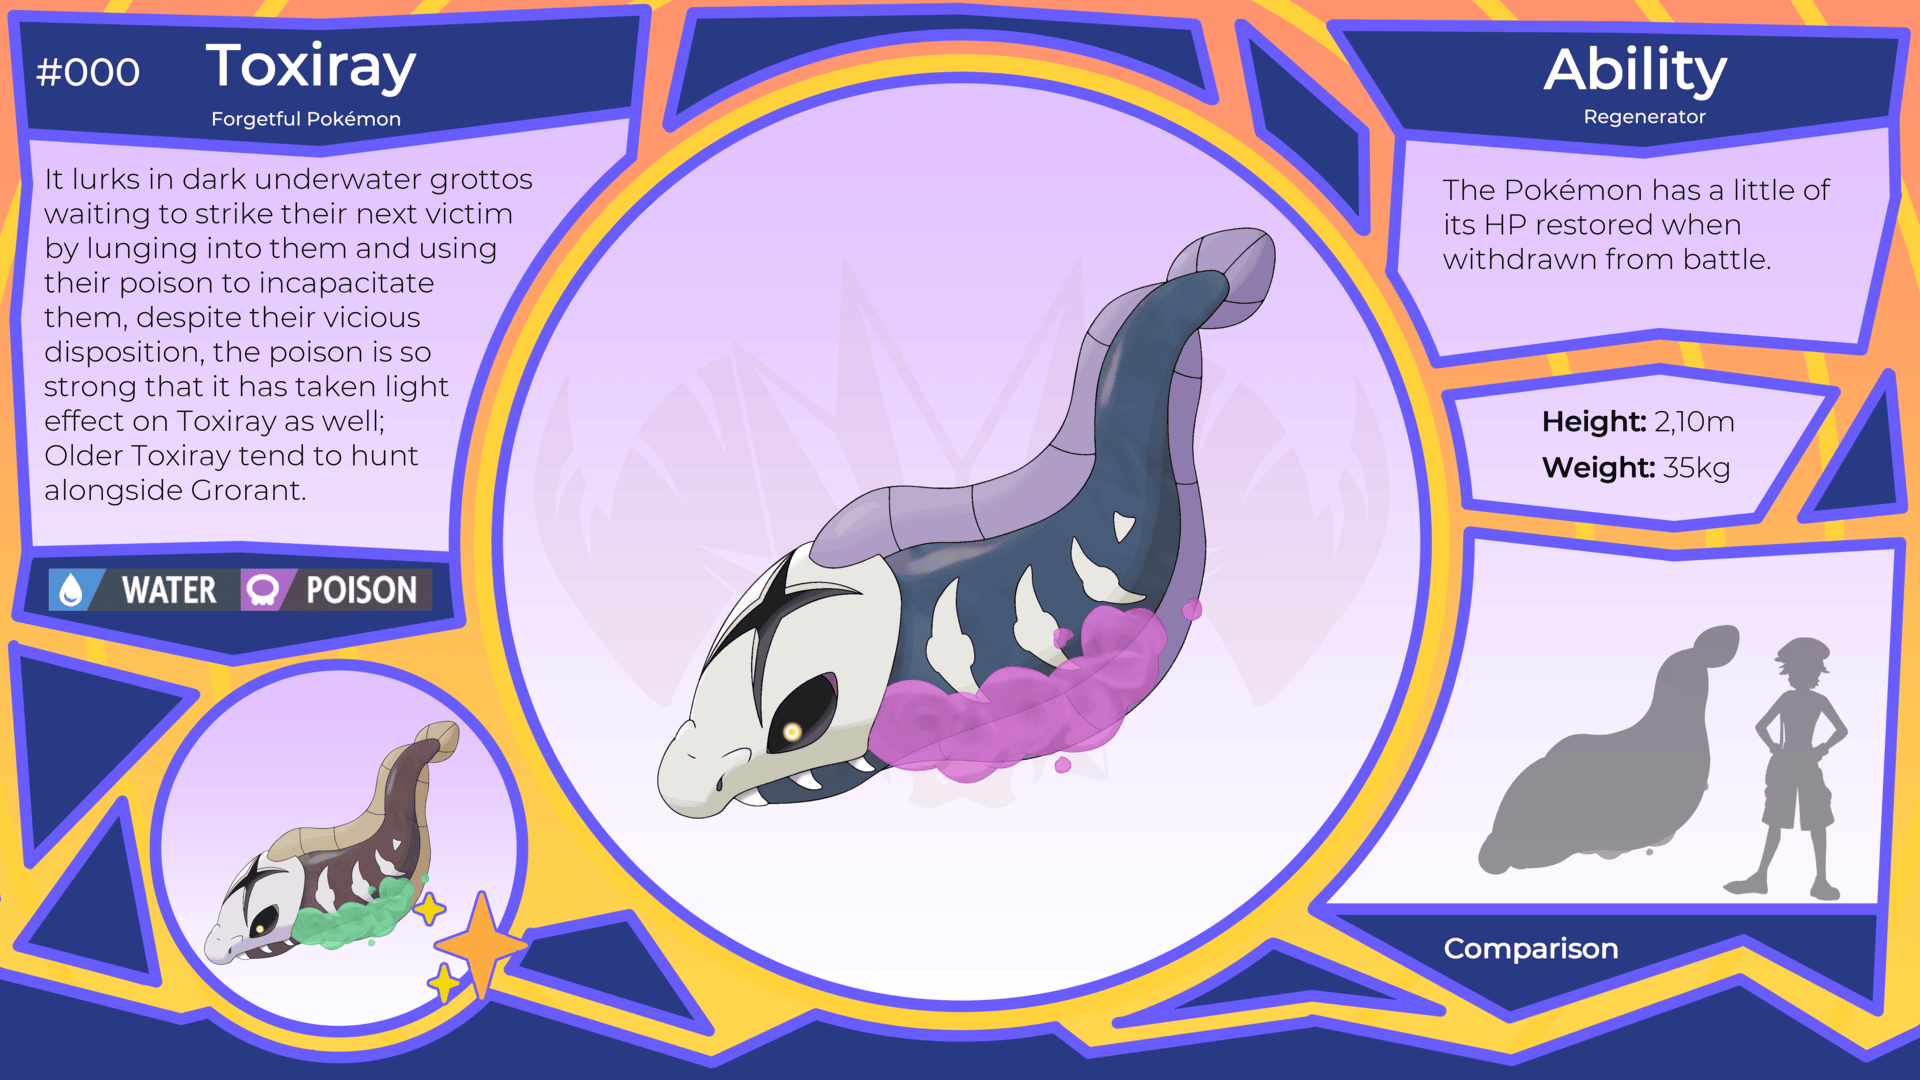 #000 Toxiray
Forgetful Pokémon
It lurks in dark underwater grottos
waiting to strike their next victim
by lunging into them and using
their poison to incapacitate
them, despite their vicious
disposition, the poison is so
strong that it has taken light
effect on Toxiray as well;
Older Toxiray tend to hunt
alongside Grorant.
WATER POISON
Ability
Regenerator
The Pokémon has a little of
its HP restored when
withdrawn from battle.
Height: 2,10m
Weight: 35kg
Comparison